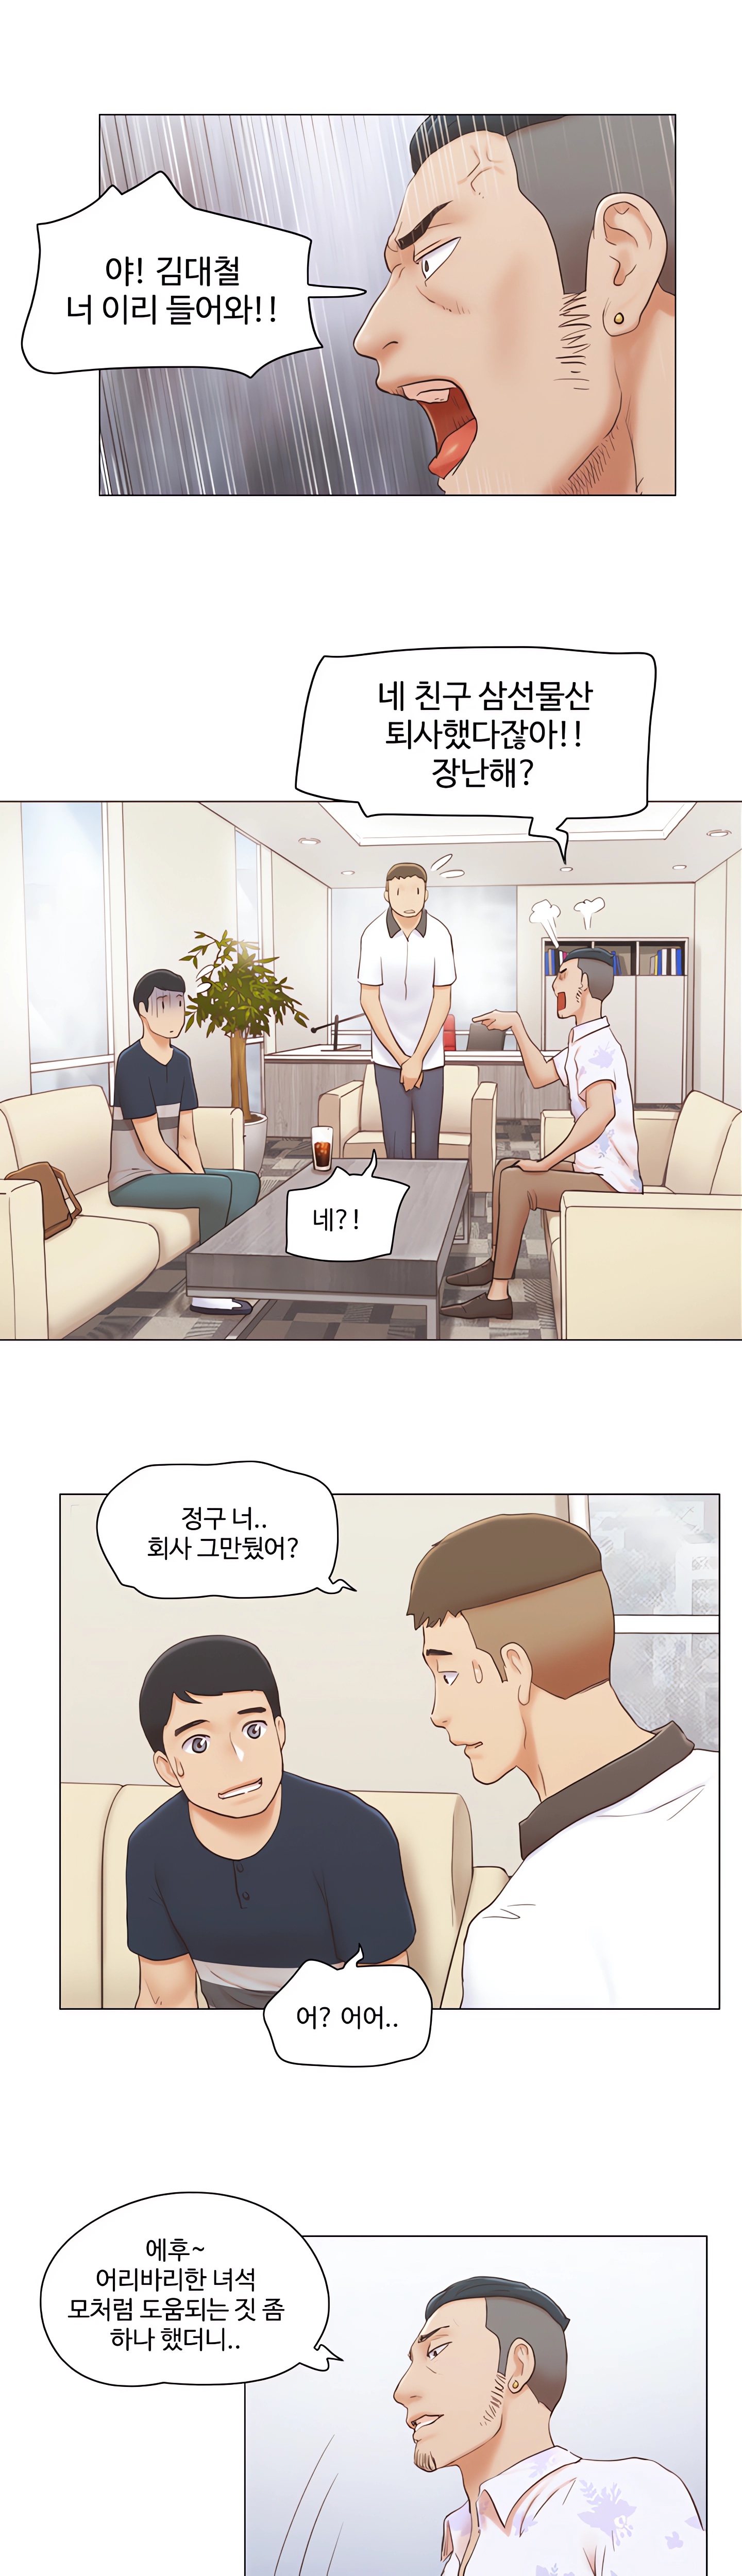 야! 김대철
너 이리 들어와!!
네 친구 삼선물산
퇴사했다잖아!!
장난해?
네?!
정구 너..
회사 그만뒀어?
어? 어어..
에후~
어리바리한 녀석
모처럼 도움되는 짓 좀
하나 했더니..